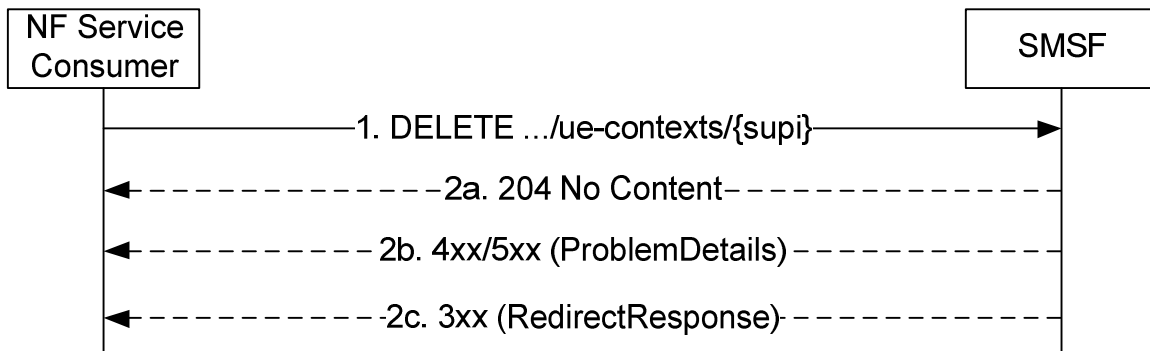 NF Service
Consumer
SMSF
1. DELETE .../ue-contexts/{supi}
2a. 204 No Content
2b. 4xx/5xx (ProblemDetails)
2c. 3xx (RedirectResponse)